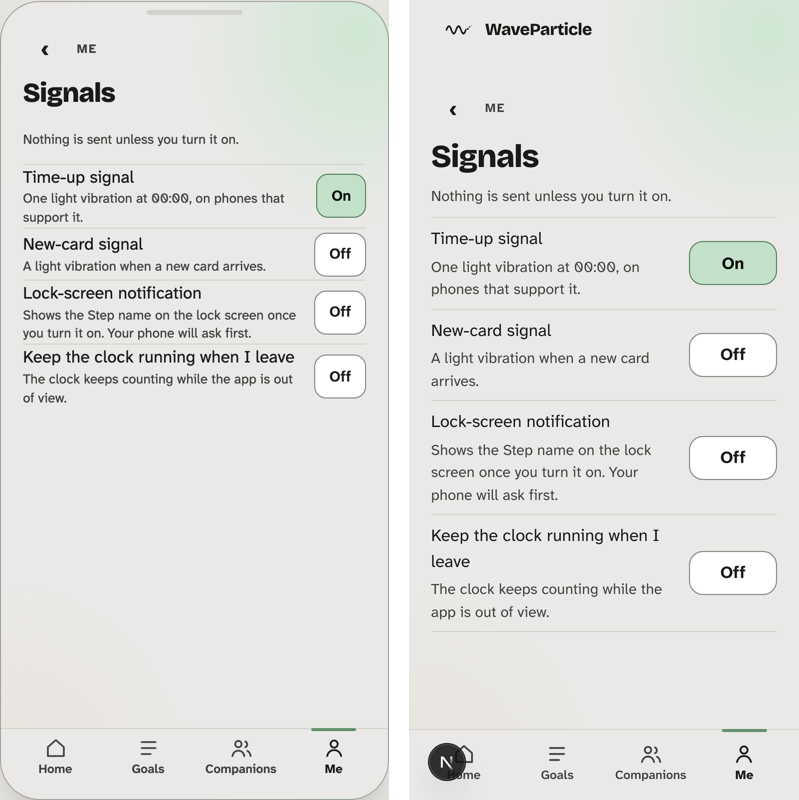 ME
Signals
Nothing is sent unless you turn it on.
Time-up signal
One light vibration at 00:00, on phones that
support it.
On
New-card signal
A light vibration when a new card arrives.
Off
Lock-screen notification
Shows the Step name on the lock screen once
you turn it on. Your phone will ask first.
Off
Keep the clock running when I leave
The clock keeps counting while the app is out
of view.
Off
Home
Goals
Companions
Me
WaveParticle
ME
Signals
Nothing is sent unless you turn it on.
Time-up signal
One light vibration at 00:00, on
phones that support it.
On
New-card signal
A light vibration when a new card
arrives.
Off
Lock-screen notification
Shows the Step name on the lock
screen once you turn it on. Your
phone will ask first.
Off
Keep the clock running when I
leave
The clock keeps counting while the
app is out of view.
Off
N
Home
Goals
Companions
Me